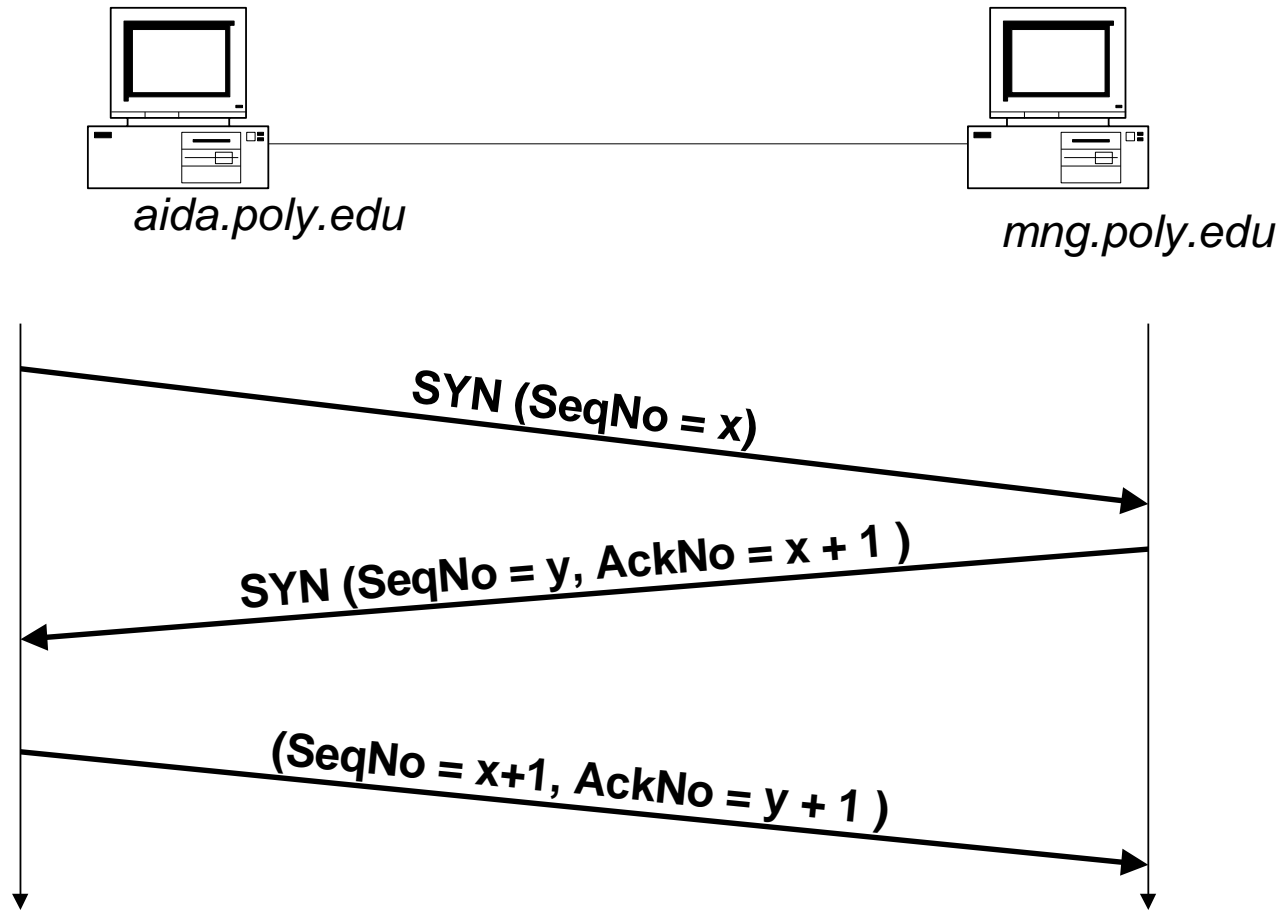 aida.poly.edu
mng.poly.edu
SYN (SeqNo = x)
SYN (SeqNo = y, AckNo = x + 1 )
(SeqNo = x+1, AckNo = y + 1 )